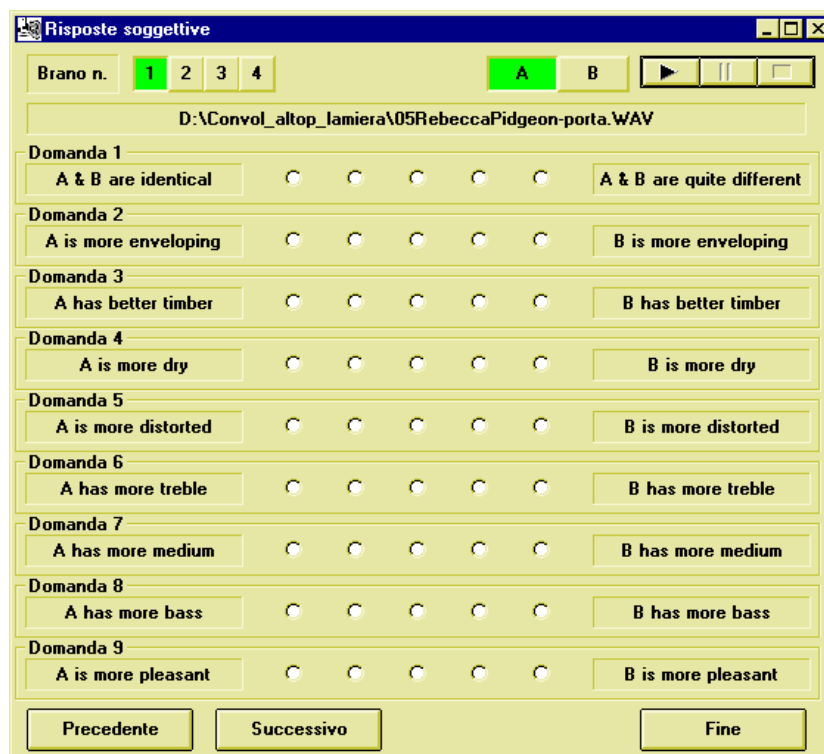 Risposte soggettive
Brano n. 1 2 3 4 A B
D:\Convol_altop_lamiera\05RebeccaPidgeon-porta.WAV
Domanda 1
A & B are identical A & B are quite different
Domanda 2
A is more enveloping B is more enveloping
Domanda 3
A has better timber B has better timber
Domanda 4
A is more dry B is more dry
Domanda 5
A is more distorted B is more distorted
Domanda 6
A has more treble B has more treble
Domanda 7
A has more medium B has more medium
Domanda 8
A has more bass B has more bass
Domanda 9
A is more pleasant B is more pleasant
Precedente Successivo Fine